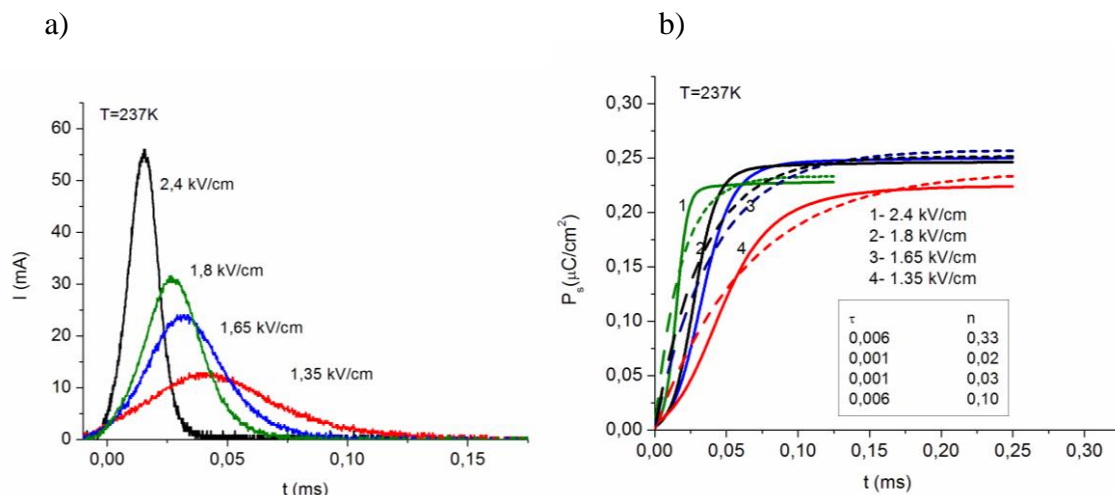 a)
b)
T=237K
2,4 kV/cm
1,8 kV/cm
1,65 kV/cm
1,35 kV/cm
I (mA)
60
50
40
30
20
10
0
0,00 0,05 0,10 0,15
t (ms)
T=237K
P_s(μC/cm²)
0,30
0,25
0,20
0,15
0,10
0,05
0,00
1
2
3
4
1- 2.4 kV/cm
2- 1.8 kV/cm
3- 1.65 kV/cm
4- 1.35 kV/cm
τ n
0,006 0,33
0,001 0,02
0,001 0,03
0,006 0,10
0,00 0,05 0,10 0,15 0,20 0,25 0,30
t (ms)